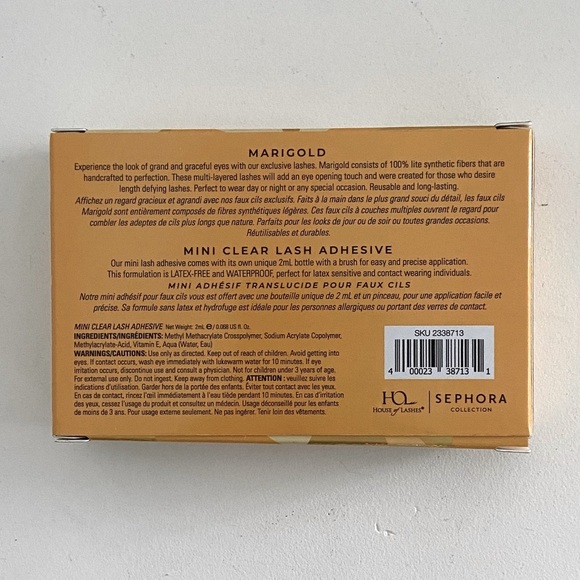 MARIGOLD
Experience the look of grand and graceful eyes with our exclusive lashes. Marigold consists of 100% lite synthetic fibers that are
handcrafted to perfection. These multi-layered lashes will add an eye opening touch and were created for those who desire
length defying lashes. Perfect to wear day or night or any special occasion. Reusable and long-lasting.
Affichez un regard gracieux et agrandi avec nos faux cils exclusifs. Faits à la main dans le plus grand souci du détail, les faux cils
Marigold sont entièrement composés de fibres synthétiques légères. Ces faux cils à couches multiples ouvrent le regard pour
combler les adeptes de cils plus longs que nature. Parfaits pour les looks de jour ou de soir ou toutes grandes occasions.
Réutilisables et durables.
MINI CLEAR LASH ADHESIVE
Our mini lash adhesive comes with its own unique 2mL bottle with a brush for easy and precise application.
This formulation is LATEX-FREE and WATERPROOF, perfect for latex sensitive and contact wearing individuals.
MINI ADHÉSIF TRANSLUCIDE POUR FAUX CILS
Notre mini adhésif pour faux cils vous est offert avec une bouteille unique de 2 mL et un pinceau, pour une application facile et
précise. Sa formule sans latex et hydrofuge est idéale pour les personnes allergiques ou portant des verres de contact.
MINI CLEAR LASH ADHESIVE Net Weight: 2mL ℮ / 0.068 US fl. Oz.
INGREDIENTS/INGRÉDIENTS: Methyl Methacrylate Crosspolymer, Sodium Acrylate Copolymer,
Methylacrylate-Acid, Vitamin E, Aqua (Water, Eau)
WARNINGS/CAUTIONS: Use only as directed. Keep out of reach of children. Avoid getting into
eyes. If contact occurs, wash eye immediately with lukewarm water for 10 minutes. If eye
irritation occurs, discontinue use and consult a physician. Not for children under 3 years of age.
For external use only. Do not ingest, Keep away from clothing. ATTENTION : veuillez suivre les
indications d'utilisation. Garder hors de la portée des enfants. Éviter tout contact avec les yeux.
En cas de contact, rincez l'œil immédiatement à l'eau tiède pendant 10 minutes. En cas d'irritation
des yeux, cessez l'usage du produit et consultez un médecin. Usage déconseillé pour les enfants
de moins de 3 ans. Pour usage externe seulement. Ne pas ingérer. Tenir loin des vêtements.
SKU 2338713
4 00023 38713 1
HOL
HOUSE of LASHES®
SEPHORA
COLLECTION